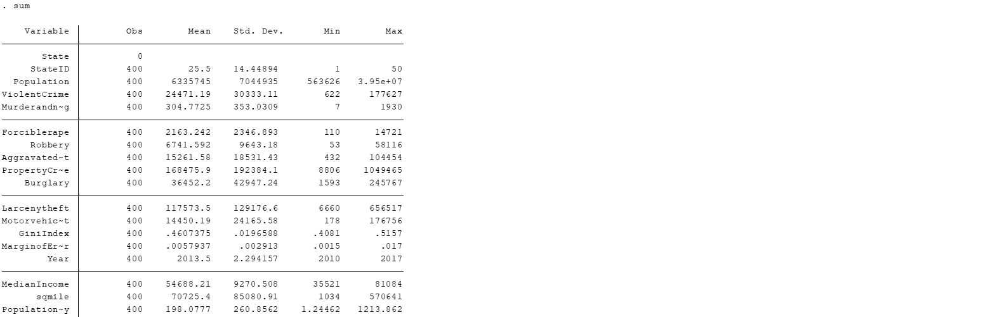 . sum
Variable Obs Mean Std. Dev. Min Max
State 0
StateID 400 25.5 14.44894 1 50
Population 400 6335745 7044935 563626 3.95e+07
ViolentCrime 400 24471.19 30333.11 622 177627
Murderandn~g 400 304.7725 353.0309 7 1930
Forciblerape 400 2163.242 2346.893 110 14721
Robbery 400 6741.592 9643.18 53 58116
Aggravated~t 400 15261.58 18531.43 432 104454
PropertyCr~e 400 168475.9 192384.1 8806 1049465
Burglary 400 36452.2 42947.24 1593 245767
Larcenytheft 400 117573.5 129176.6 6660 656517
Motorvehic~t 400 14450.19 24165.58 178 176756
GiniIndex 400 .4607375 .0196588 .4081 .5157
MarginofEr~r 400 .0057937 .002913 .0015 .017
Year 400 2013.5 2.294157 2010 2017
MedianIncome 400 54688.21 9270.508 35521 81084
sqmile 400 70725.4 85080.91 1034 570641
Population~y 400 198.0777 260.8562 1.24462 1213.862